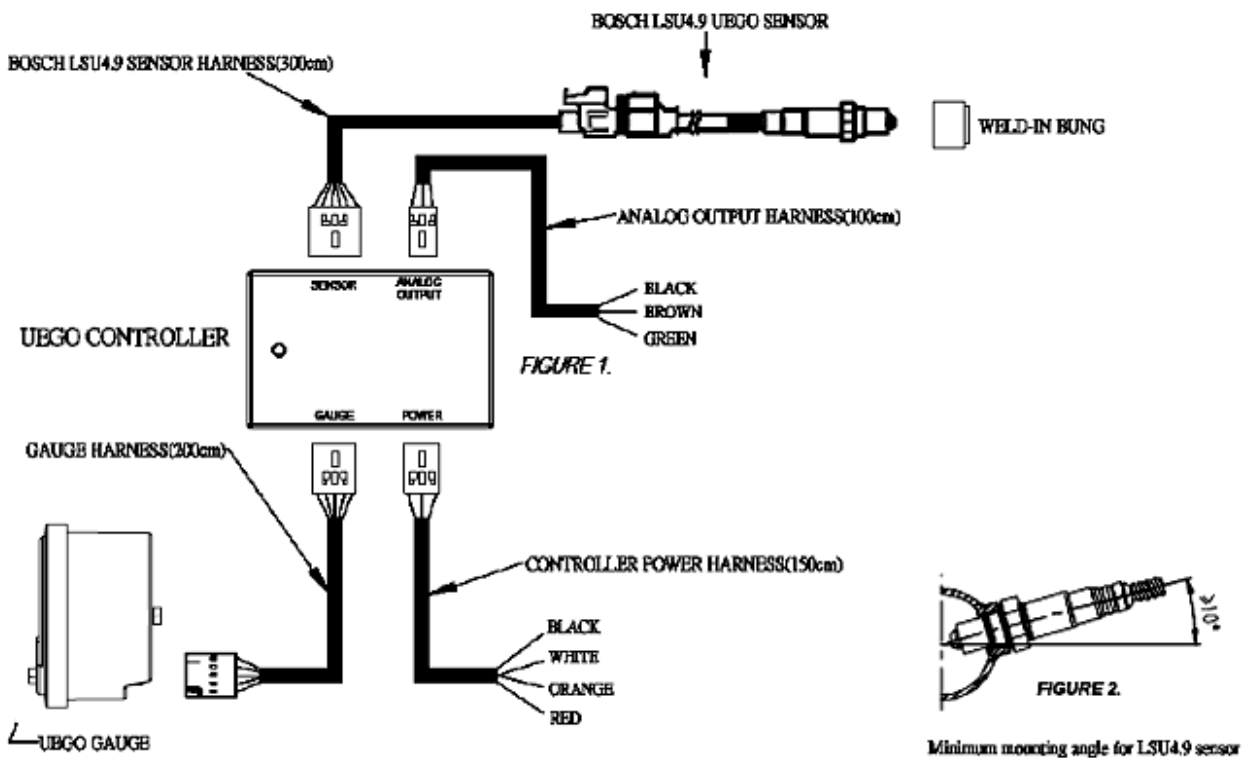 BOSCH LSU4.9 UEGO SENSOR
BOSCH LSU4.9 SENSOR HARNESS(300cm)
WELD-IN BUNG
ANALOG OUTPUT HARNESS(100cm)
SENSOR
ANALOG
OUTPUT
BLACK
BROWN
GREEN
UEGO CONTROLLER
FIGURE 1.
GAUGE
POWER
GAUGE HARNESS(200cm)
CONTROLLER POWER HARNESS(150cm)
BLACK
WHITE
ORANGE
RED
≥10°
FIGURE 2.
UEGO GAUGE
Minimum mounting angle for LSU4.9 sensor